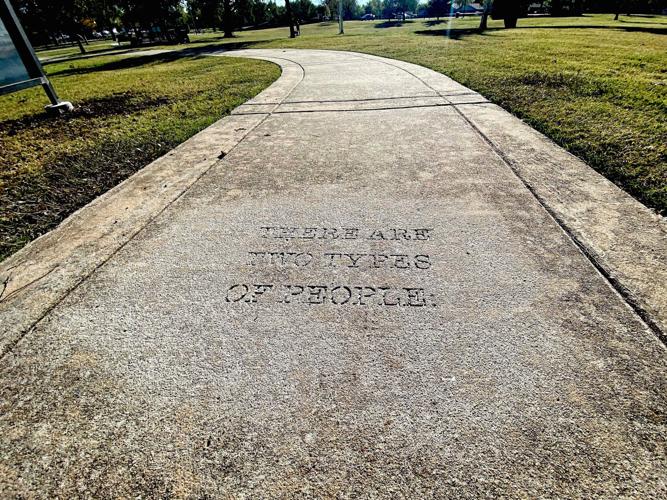 THERE ARE
TWO TYPES
OF PEOPLE: